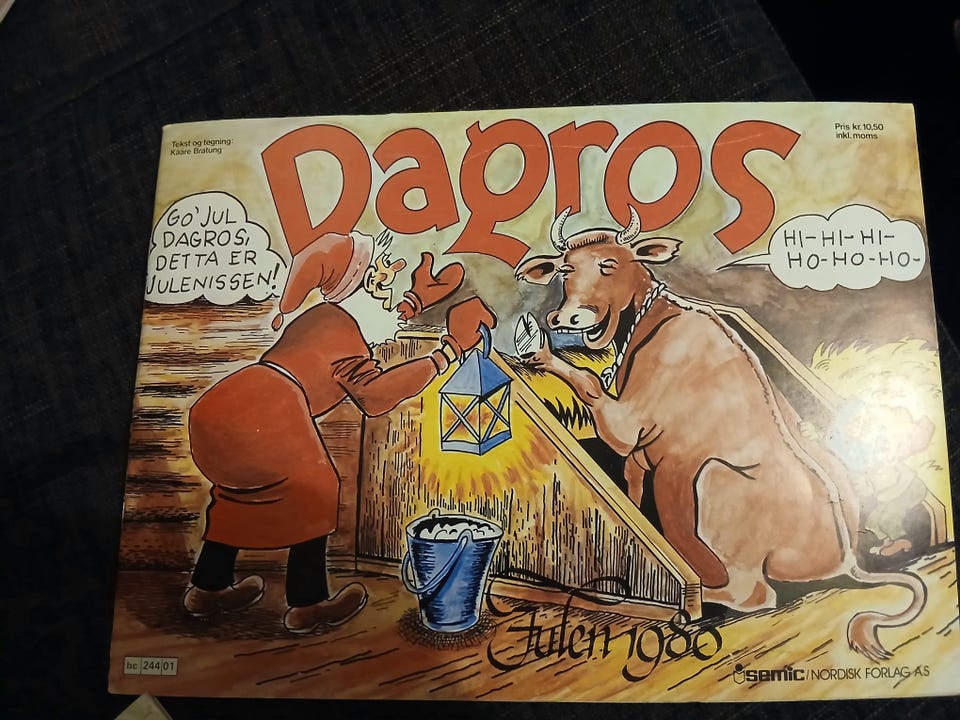 Tekst og tegning:
Kaare Bratung
Dagros
Pris kr. 10,50
inkl. moms
GO' JUL
DAGROS,
DETTA ER
JULENISSEN!
HI-HI-HI-
HO-HO-HO-
Julen 1980
bc 244 01
semic/NORDISK FORLAG AS